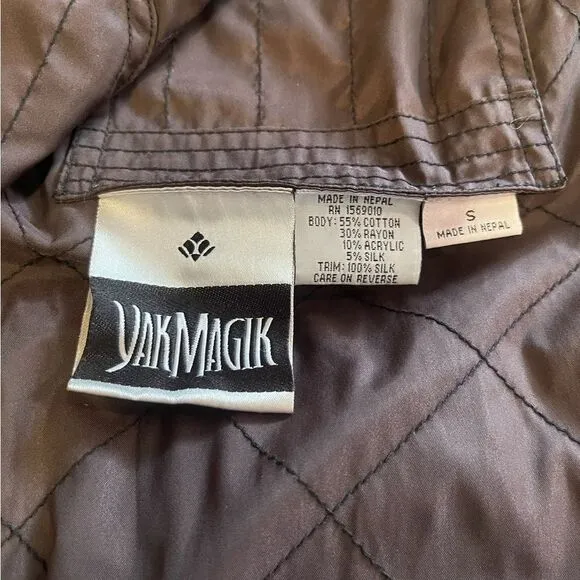 YAKMAGIK
MADE IN NEPAL
RN 1569010
BODY: 55% COTTON
30% RAYON
10% ACRYLIC
5% SILK
TRIM: 100% SILK
CARE ON REVERSE
S
MADE IN NEPAL